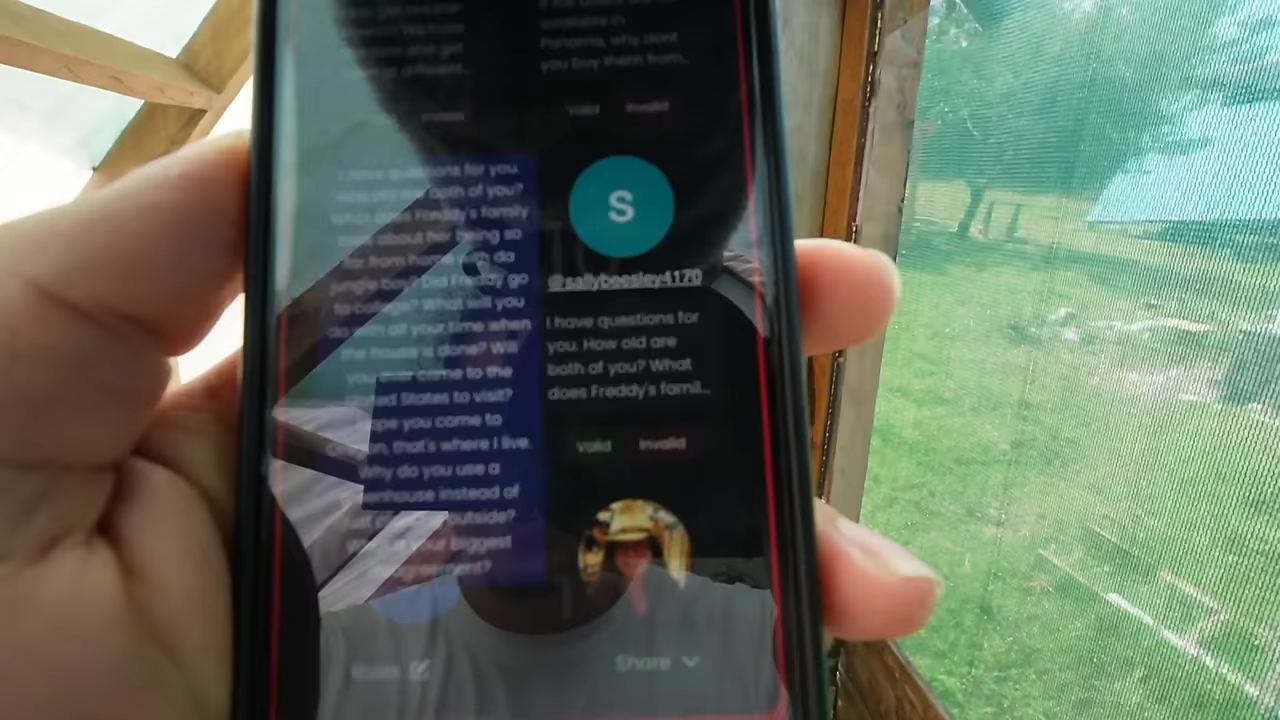 available in
Panama, why dont
you buy them from...
Valid Invalid
I have questions for you.
How old are both of you?
What does Freddy's family
about her being so
far from home with da
jungle boy? Did Freddy go
to college? What will you
do with all your time when
the house is done? Will
you ever come to the
United States to visit?
hope you come to
Oregon, that's where I live.
Why do you use a
greenhouse instead of
outside?
your biggest
disagreement?
S
@sallybeesley4170
I have questions for
you. How old are
both of you? What
does Freddy's famil...
Valid Invalid
Share